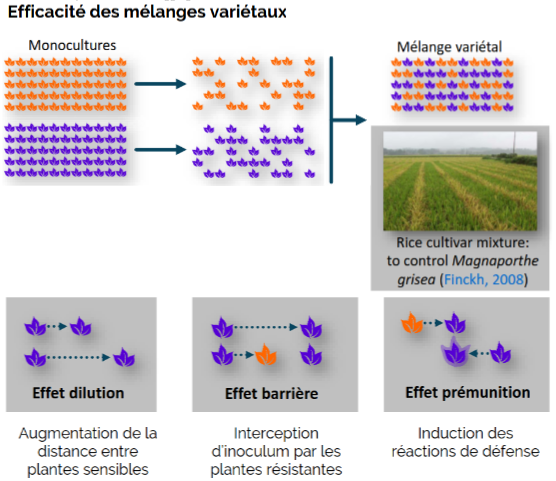 Efficacité des mélanges variétaux
Monocultures
Mélange variétal
Rice cultivar mixture:
to control Magnaporthe
grisea (Finckh, 2008)
Effet dilution
Effet barrière
Effet prémunition
Augmentation de la
distance entre
plantes sensibles
Interception
d'inoculum par les
plantes résistantes
Induction des
réactions de défense